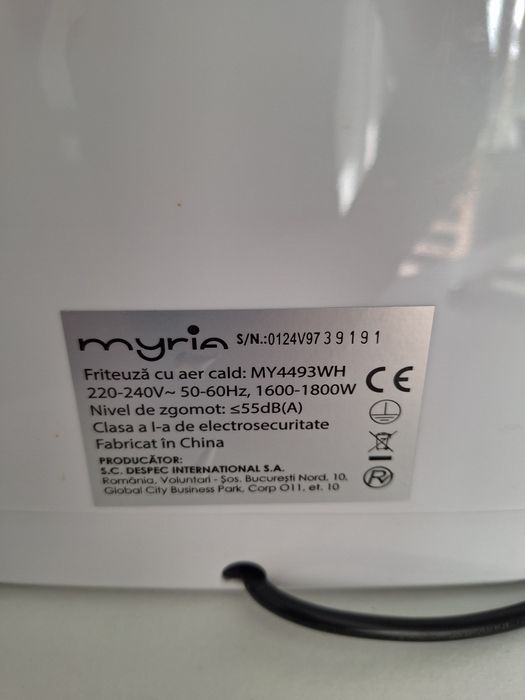 myria S/N.:0124V9739191
Friteuză cu aer cald: MY4493WH
220-240V~ 50-60Hz, 1600-1800W
Nivel de zgomot: ≤55dB(A)
Clasa a I-a de electrosecuritate
Fabricat în China
PRODUCĂTOR:
S.C. DESPEC INTERNATIONAL S.A.
România, Voluntari - Șos. București Nord, 10,
Global City Business Park, Corp O11, et. 10
CE